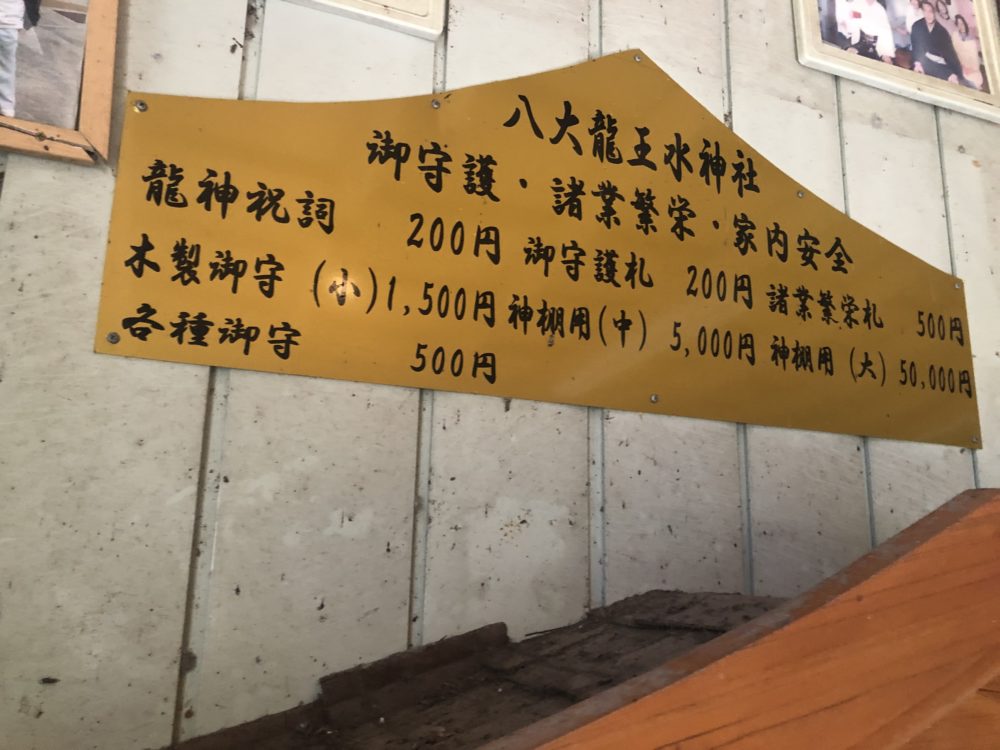 八大龍王水神社
御守護・諸業繁栄・家内安全
龍神祝詞 200円 御守護札 200円 諸業繁栄札 500円
木製御守 (小)1,500円 神棚用(中) 5,000円 神棚用 (大) 50,000円
各種御守 500円